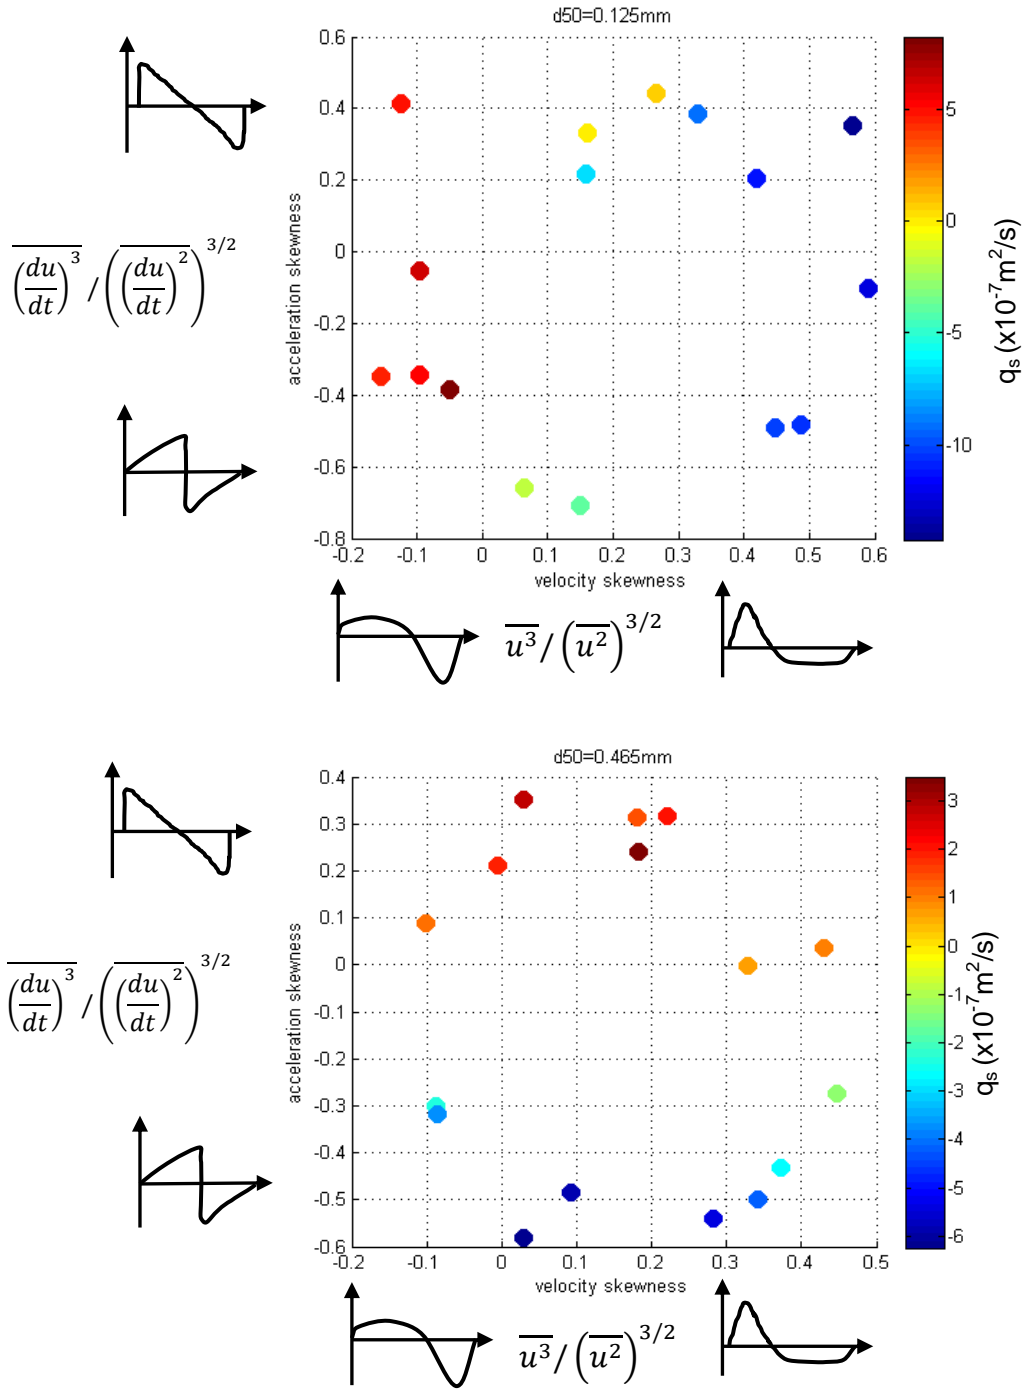 d50=0.125mm
0.6
0.4
0.2
0
-0.2
-0.4
-0.6
-0.8
acceleration skewness
-0.2 -0.1 0 0.1 0.2 0.3 0.4 0.5 0.6
velocity skewness
5
0
-5
-10
qₛ (x10⁻⁷m²/s)
(du/dt)³ / ((du/dt)²)^3/2
u³ / (u²)^3/2
d50=0.465mm
0.4
0.3
0.2
0.1
0
-0.1
-0.2
-0.3
-0.4
-0.5
-0.6
acceleration skewness
-0.2 -0.1 0 0.1 0.2 0.3 0.4 0.5
velocity skewness
3
2
1
0
-1
-2
-3
-4
-5
-6
qₛ (x10⁻⁷m²/s)
(du/dt)³ / ((du/dt)²)^3/2
u³ / (u²)^3/2